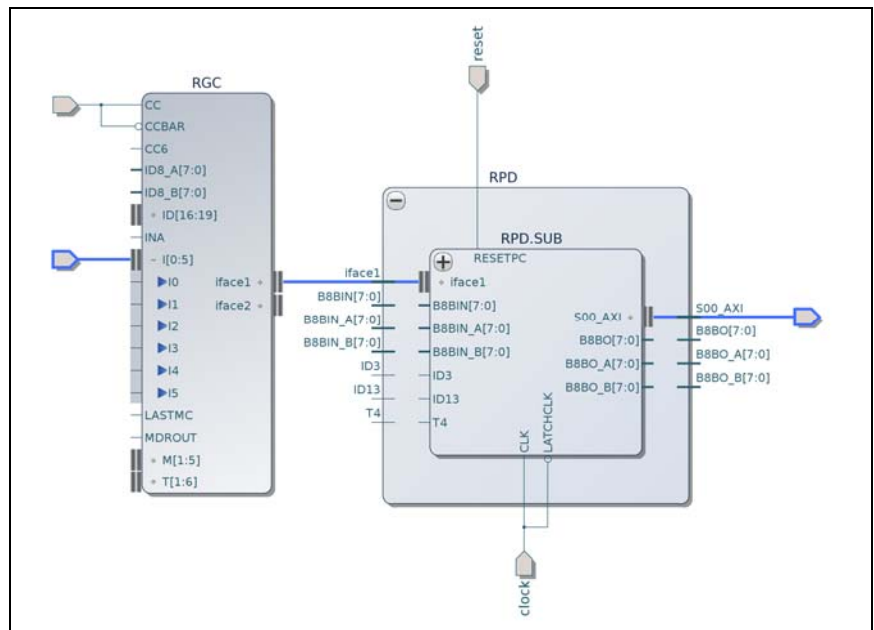 reset
RGC
CC
CCBAR
CC6
ID8_A[7:0]
ID8_B[7:0]
ID[16:19]
INA
I[0:5]
I0
I1
I2
I3
I4
I5
LASTMC
MDROUT
M[1:5]
T[1:6]
iface1
iface2
RPD
iface1
B8BIN[7:0]
B8BIN_A[7:0]
B8BIN_B[7:0]
ID3
ID13
T4
RPD.SUB
RESETPC
iface1
B8BIN[7:0]
B8BIN_A[7:0]
B8BIN_B[7:0]
ID3
ID13
T4
S00_AXI
B8BO[7:0]
B8BO_A[7:0]
B8BO_B[7:0]
CLK
LATCHCLK
S00_AXI
B8BO[7:0]
B8BO_A[7:0]
B8BO_B[7:0]
clock